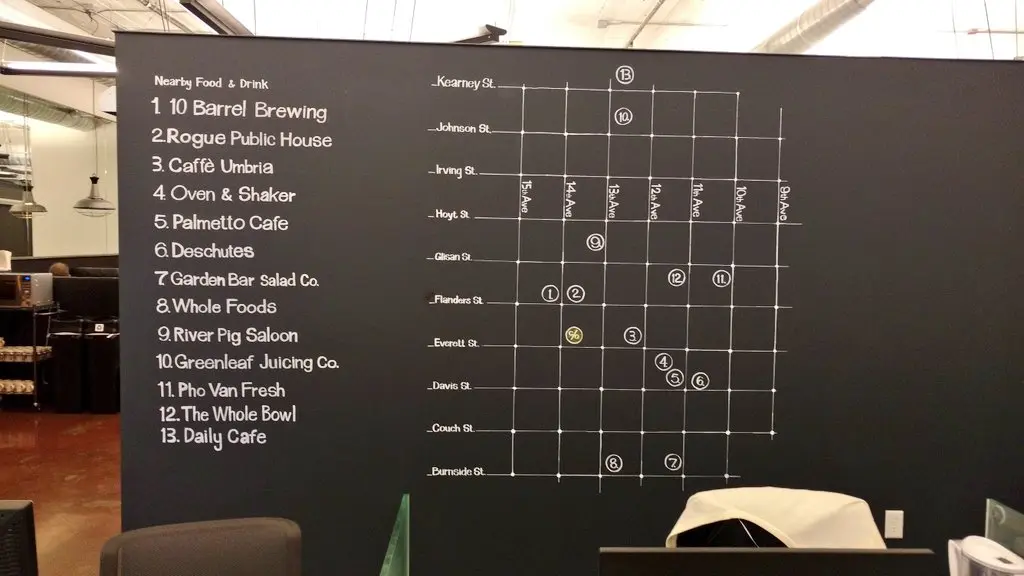 Nearby Food & Drink
1. 10 Barrel Brewing
2. Rogue Public House
3. Caffè Umbria
4. Oven & Shaker
5. Palmetto Cafe
6. Deschutes
7 Garden Bar Salad Co.
8. Whole Foods
9. River Pig Saloon
10. Greenleaf Juicing Co.
11. Pho Van Fresh
12. The Whole Bowl
13. Daily Cafe
Kearney St.
13
10.
Johnson St.
Irving St.
15th Ave
14th Ave
13th Ave
12th Ave
11th Ave
10th Ave
9th Ave
Hoyt St.
9.
Glisan St.
12
11.
1.
2.
Flanders St.
3.
Everett St.
4
5.
6.
Davis St.
Couch St.
8.
7.
Burnside St.